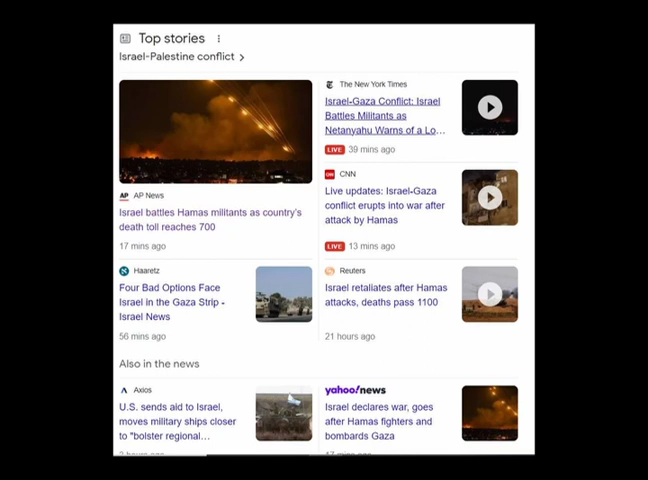 Top stories
Israel-Palestine conflict
AP AP News
Israel battles Hamas militants as country's
death toll reaches 700
17 mins ago
The New York Times
Israel-Gaza Conflict: Israel
Battles Militants as
Netanyahu Warns of a Lo...
LIVE 39 mins ago
CNN CNN
Live updates: Israel-Gaza
conflict erupts into war after
attack by Hamas
LIVE 13 mins ago
Haaretz
Four Bad Options Face
Israel in the Gaza Strip -
Israel News
56 mins ago
Reuters
Israel retaliates after Hamas
attacks, deaths pass 1100
21 hours ago
Also in the news
Axios
U.S. sends aid to Israel,
moves military ships closer
to "bolster regional...
yahoo!news
Israel declares war, goes
after Hamas fighters and
bombards Gaza